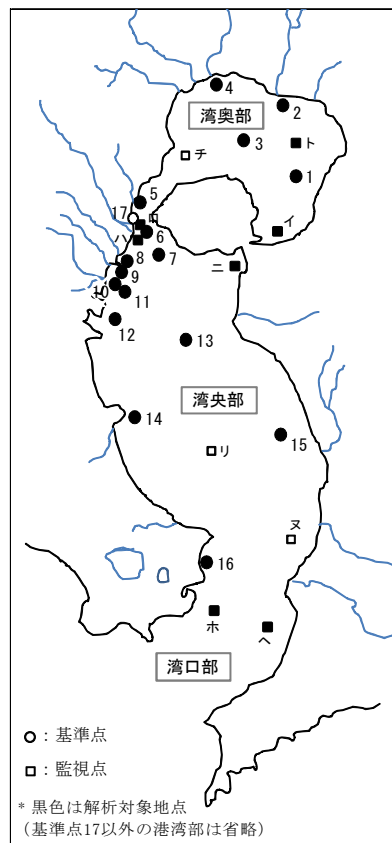 4
2
湾奥部
3
ト
チ
1
5
17
ロ
イ
ハ
6
7
ニ
8
9
10
11
12
13
湾央部
14
15
リ
ヌ
16
ホ
ヘ
湾口部
○ : 基準点
□ : 監視点
* 黒色は解析対象地点
（基準点17以外の港湾部は省略）